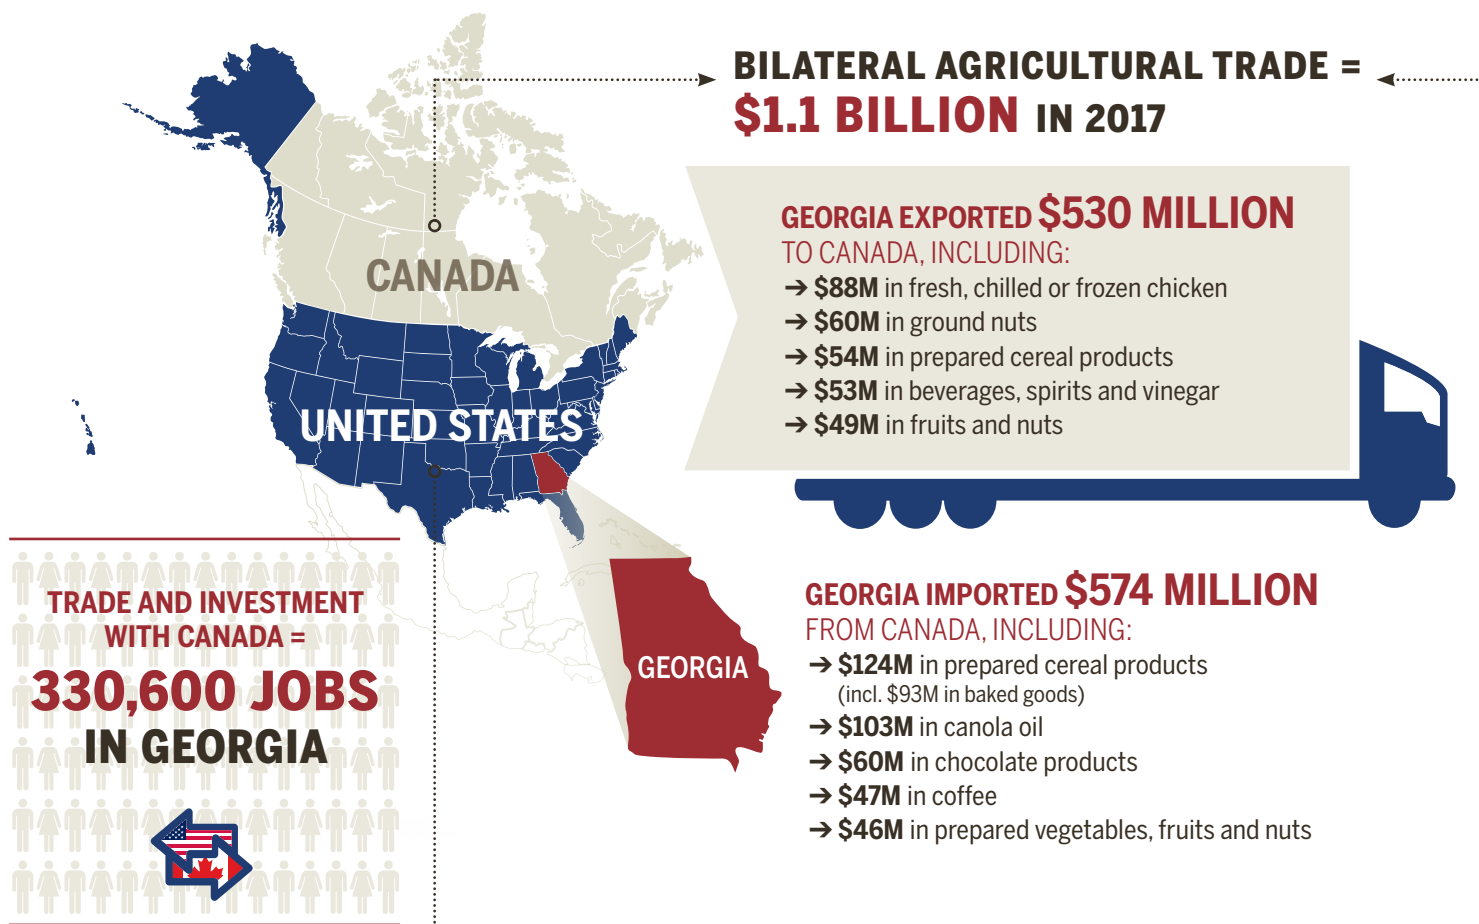 BILATERAL AGRICULTURAL TRADE =
$1.1 BILLION IN 2017
GEORGIA EXPORTED $530 MILLION
TO CANADA, INCLUDING:
➔ $88M in fresh, chilled or frozen chicken
➔ $60M in ground nuts
➔ $54M in prepared cereal products
➔ $53M in beverages, spirits and vinegar
➔ $49M in fruits and nuts
CANADA
UNITED STATES
GEORGIA
TRADE AND INVESTMENT
WITH CANADA =
330,600 JOBS
IN GEORGIA
GEORGIA IMPORTED $574 MILLION
FROM CANADA, INCLUDING:
➔ $124M in prepared cereal products
(incl. $93M in baked goods)
➔ $103M in canola oil
➔ $60M in chocolate products
➔ $47M in coffee
➔ $46M in prepared vegetables, fruits and nuts